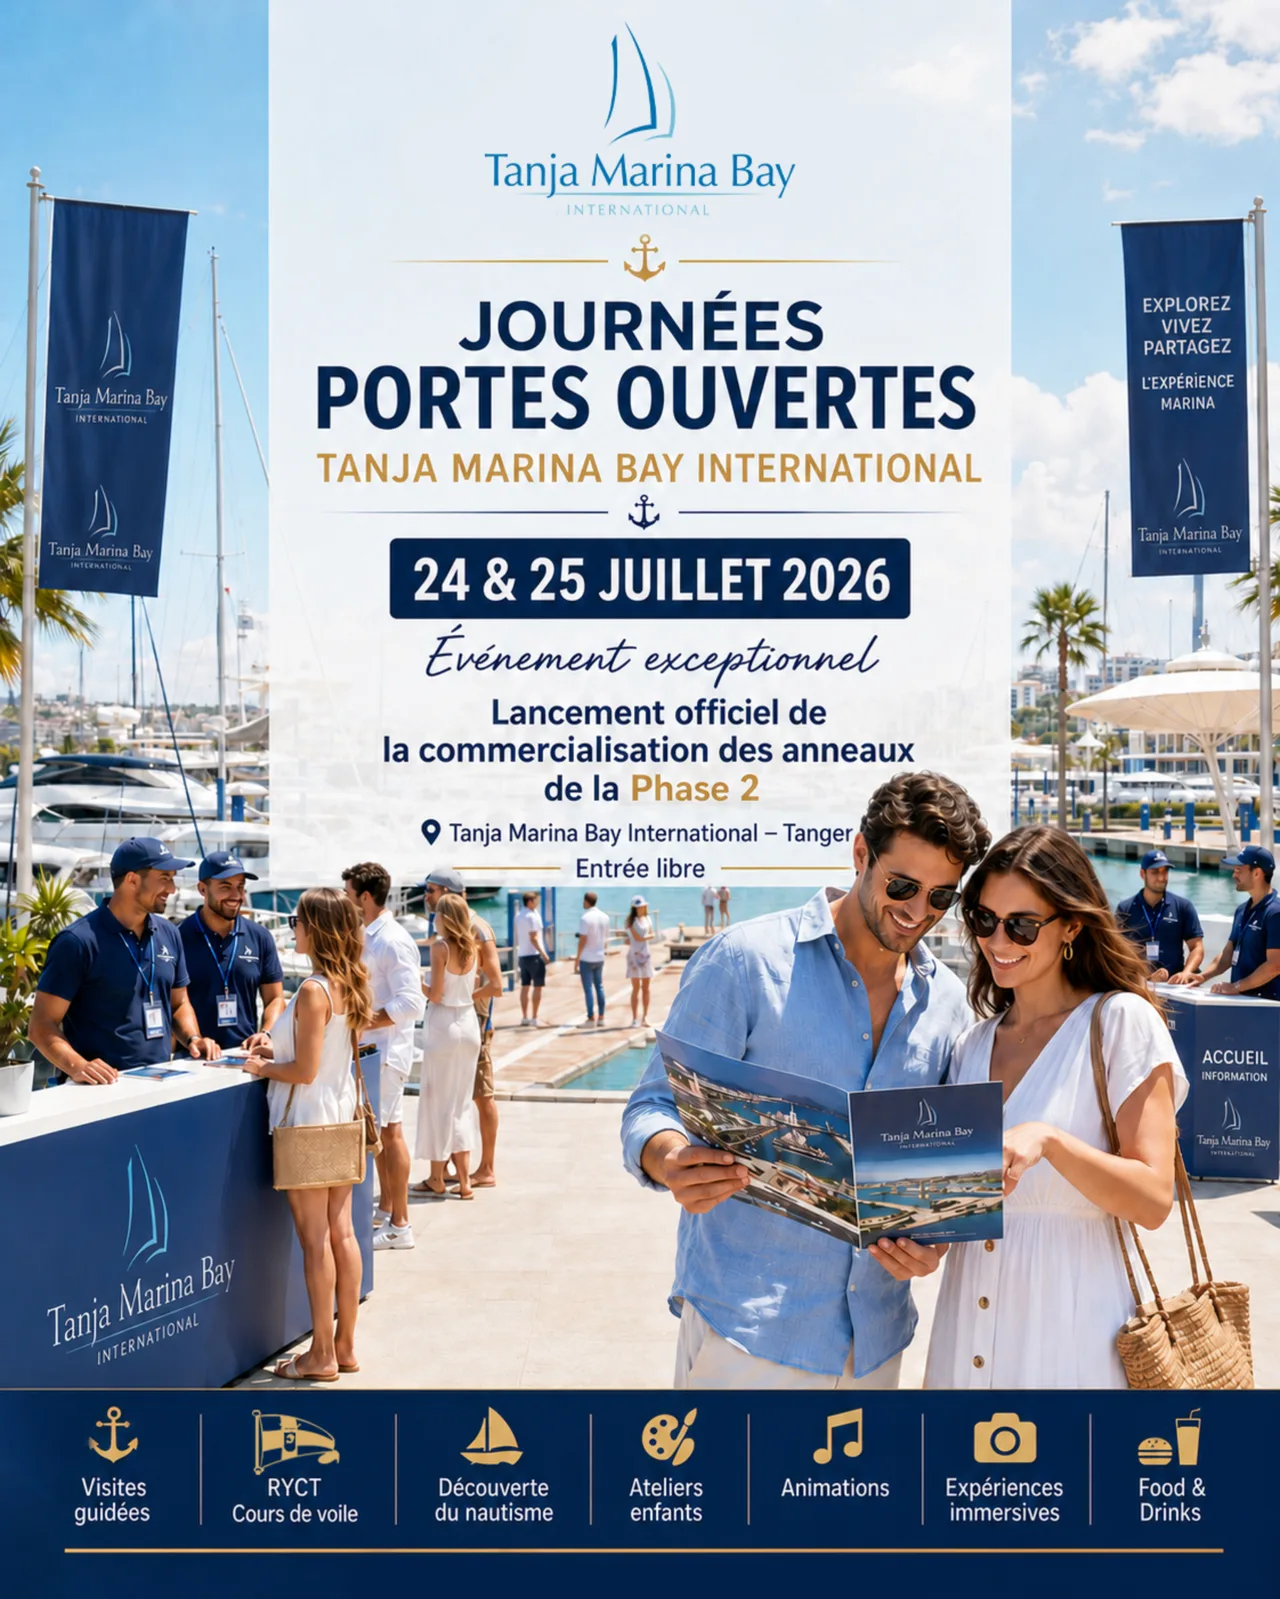 Tanja Marina Bay
INTERNATIONAL
JOURNÉES
PORTES OUVERTES
TANJA MARINA BAY INTERNATIONAL
24 & 25 JUILLET 2026
Événement exceptionnel
Lancement officiel de
la commercialisation des anneaux
de la Phase 2
Tanja Marina Bay International – Tanger
Entrée libre
Tanja Marina Bay
INTERNATIONAL
Tanja Marina Bay
INTERNATIONAL
EXPLOREZ
VIVEZ
PARTAGEZ
L'EXPÉRIENCE
MARINA
Tanja Marina Bay
INTERNATIONAL
Tanja Marina Bay
INTERNATIONAL
Tanja Marina Bay
INTERNATIONAL
ACCUEIL
INFORMATION
Tanja Marina Bay
INTERNATIONAL
Visites
guidées
RYCT
Cours de voile
Découverte
du nautisme
Ateliers
enfants
Animations
Expériences
immersives
Food &
Drinks